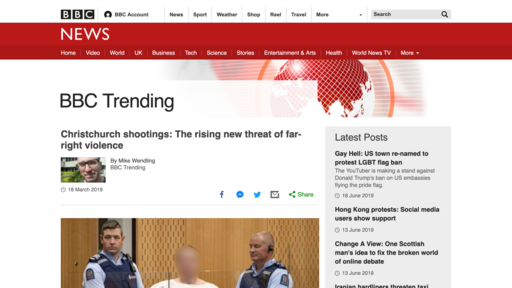 BBC
BBC Account
News
Sport
Weather
Shop
Reel
Travel
More
Search
NEWS
Home
Video
World
UK
Business
Tech
Science
Stories
Entertainment & Arts
Health
World News TV
More
BBC Trending
Christchurch shootings: The rising new threat of far-
right violence
By Mike Wendling
BBC Trending
18 March 2019
Share
Latest Posts
Gay Hell: US town re-named to
protest LGBT flag ban
The YouTuber is making a stand against
Donald Trump's ban on US embassies
flying the pride flag.
18 June 2019
Hong Kong protests: Social media
users show support
13 June 2019
Change A View: One Scottish
man's idea to fix the broken world
of online debate
13 June 2019
Iranian hardliners threaten taxi